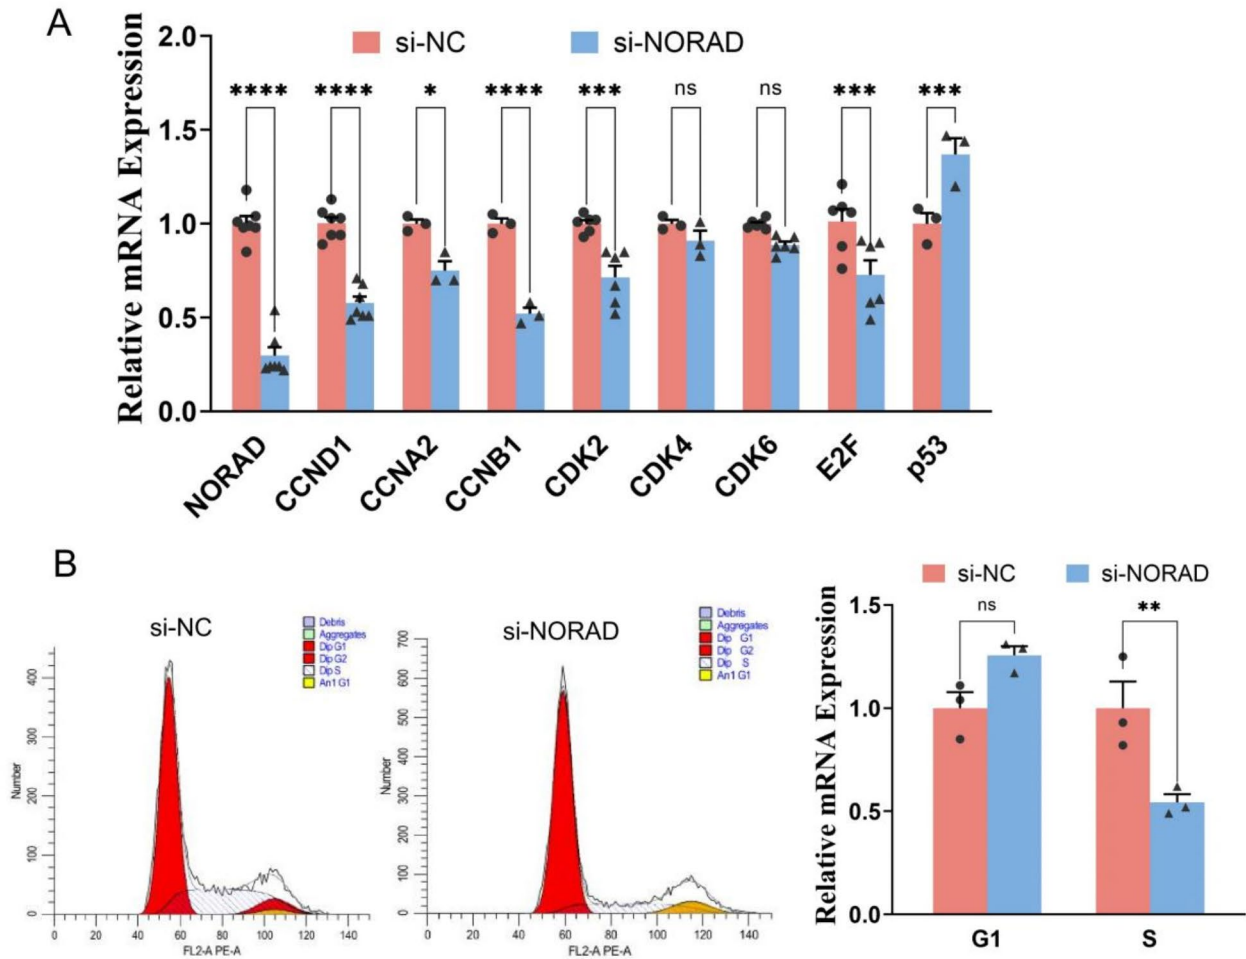 A
Relative mRNA Expression
si-NC
si-NORAD
2.0
1.5
1.0
0.5
0.0
****
****
*
****
***
ns
ns
***
***
NORAD
CCND1
CCNA2
CCNB1
CDK2
CDK4
CDK6
E2F
p53
B
si-NC
Debris
Aggregates
Dip G1
Dip G2
Dip S
An1 G1
Number
400
300
200
100
0
0 20 40 60 80 100 120 140
FL2-A PE-A
si-NORAD
Debris
Aggregates
Dip G1
Dip G2
Dip S
An1 G1
Number
700
600
500
400
300
200
100
0
0 20 40 60 80 100 120 140
FL2-A PE-A
si-NC
si-NORAD
Relative mRNA Expression
1.5
1.0
0.5
0.0
ns
**
G1
S